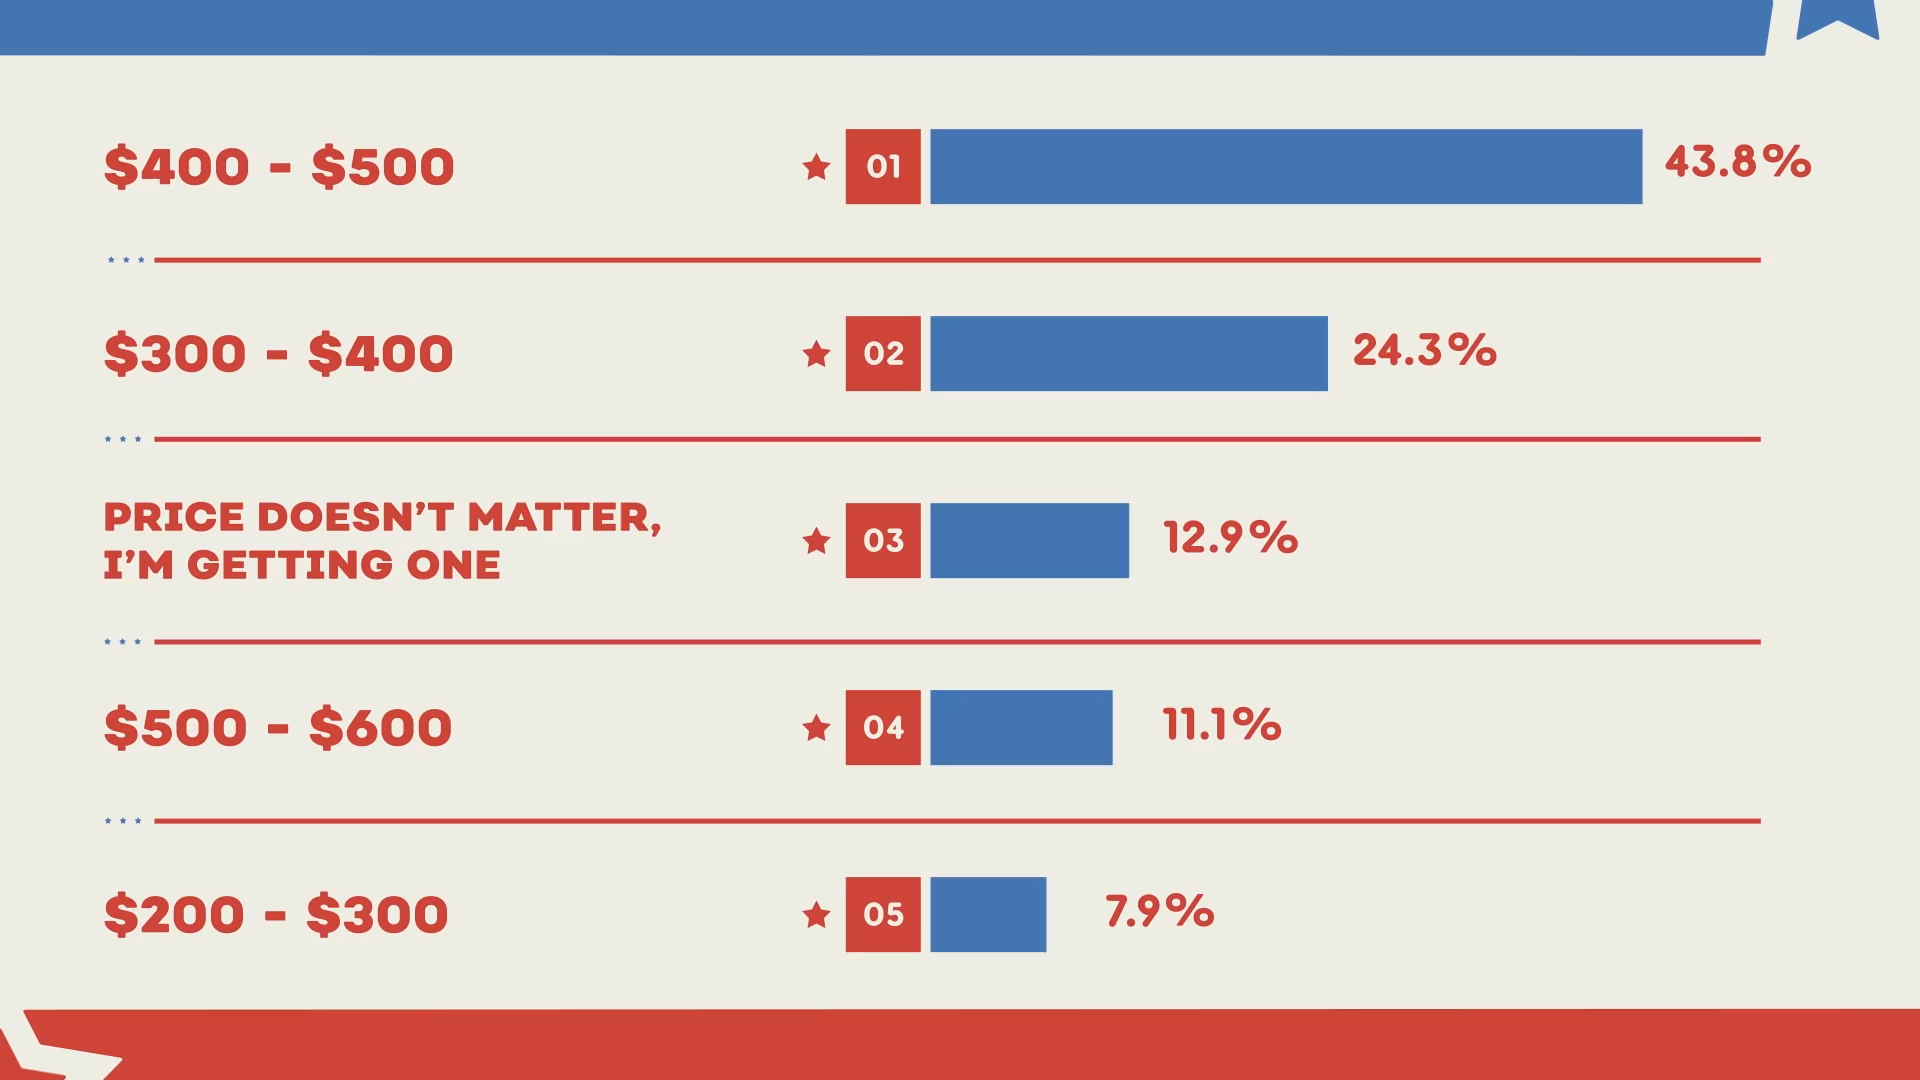 $400 - $500
01
43.8%
$300 - $400
02
24.3%
PRICE DOESN'T MATTER,
I'M GETTING ONE
03
12.9%
$500 - $600
04
11.1%
$200 - $300
05
7.9%